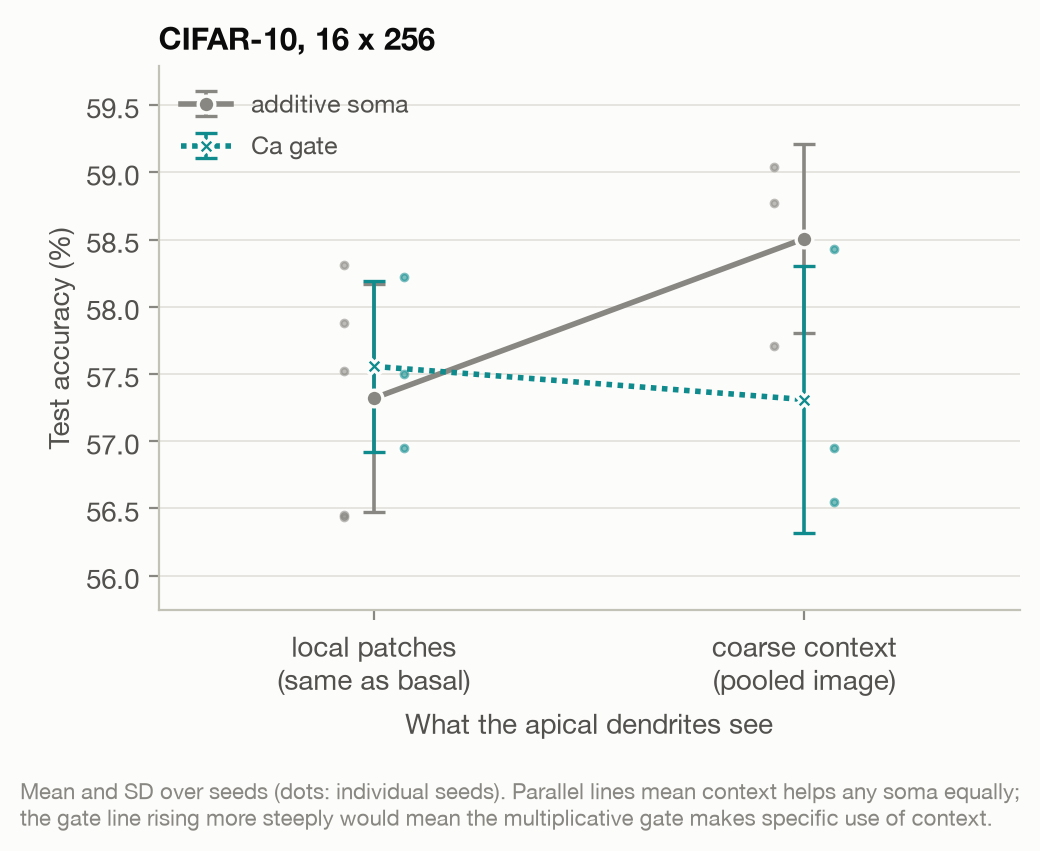 CIFAR-10, 16 x 256
additive soma
Ca gate
59.5
59.0
58.5
58.0
57.5
57.0
56.5
56.0
Test accuracy (%)
local patches
(same as basal)
coarse context
(pooled image)
What the apical dendrites see
Mean and SD over seeds (dots: individual seeds). Parallel lines mean context helps any soma equally;
the gate line rising more steeply would mean the multiplicative gate makes specific use of context.